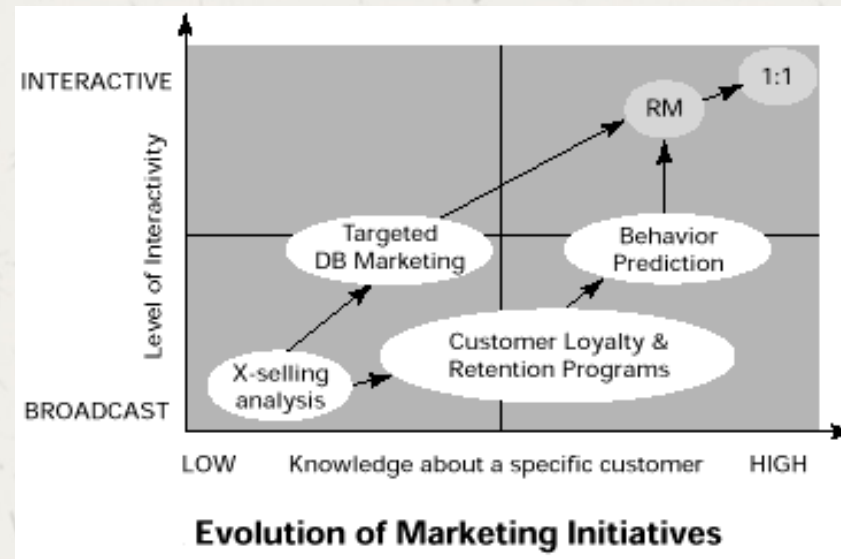 INTERACTIVE
1:1
RM
Level of Interactivity
Targeted
DB Marketing
Behavior
Prediction
Customer Loyalty &
Retention Programs
X-selling
analysis
BROADCAST
LOW Knowledge about a specific customer HIGH
Evolution of Marketing Initiatives